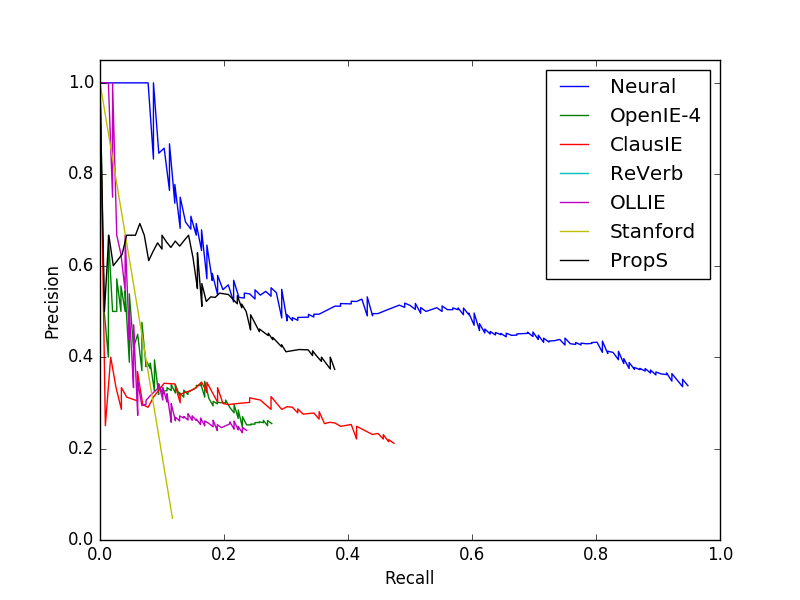 Neural
OpenIE-4
ClausIE
ReVerb
OLLIE
Stanford
PropS
Precision
1.0
0.8
0.6
0.4
0.2
0.0
0.0 0.2 0.4 0.6 0.8 1.0
Recall